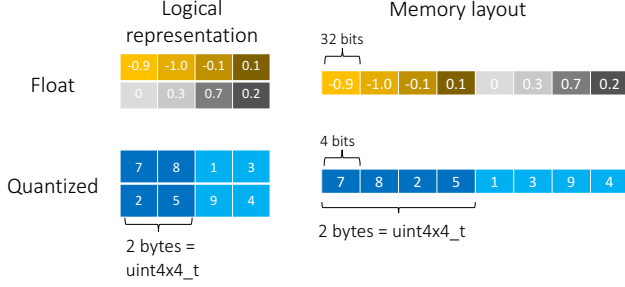 Logical
representation
Memory layout
32 bits
Float
-0.9 -1.0 -0.1 0.1
0 0.3 0.7 0.2
-0.9 -1.0 -0.1 0.1 0 0.3 0.7 0.2
4 bits
Quantized
7 8 1 3
2 5 9 4
7 8 2 5 1 3 9 4
2 bytes =
uint4x4_t
2 bytes = uint4x4_t